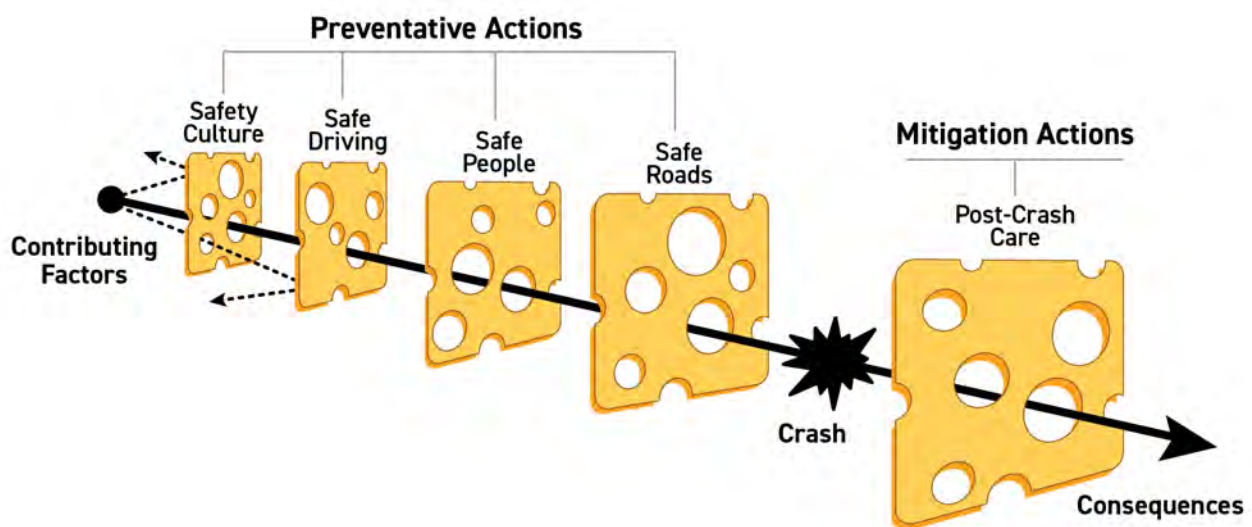 Preventative Actions
Safety
Culture
Safe
Driving
Safe
People
Safe
Roads
Mitigation Actions
Post-Crash
Care
Contributing
Factors
Crash
Consequences